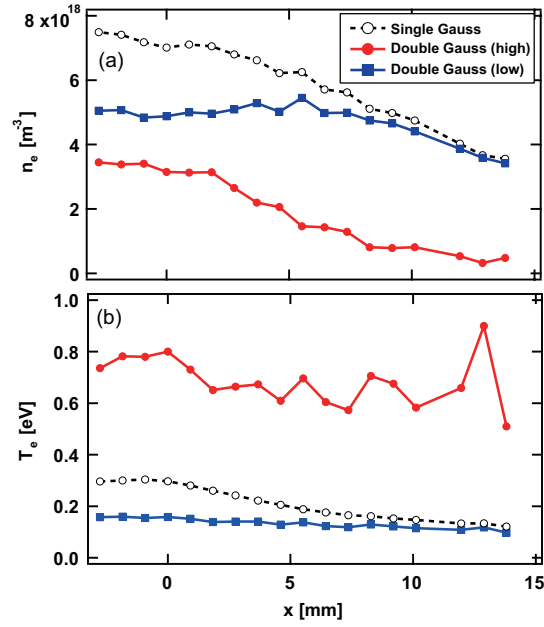 8 x10^18
(a)
Single Gauss
Double Gauss (high)
Double Gauss (low)
6
n_e [m^-3]
4
2
0
1.0
(b)
0.8
0.6
T_e [eV]
0.4
0.2
0.0
0
5
10
15
x [mm]